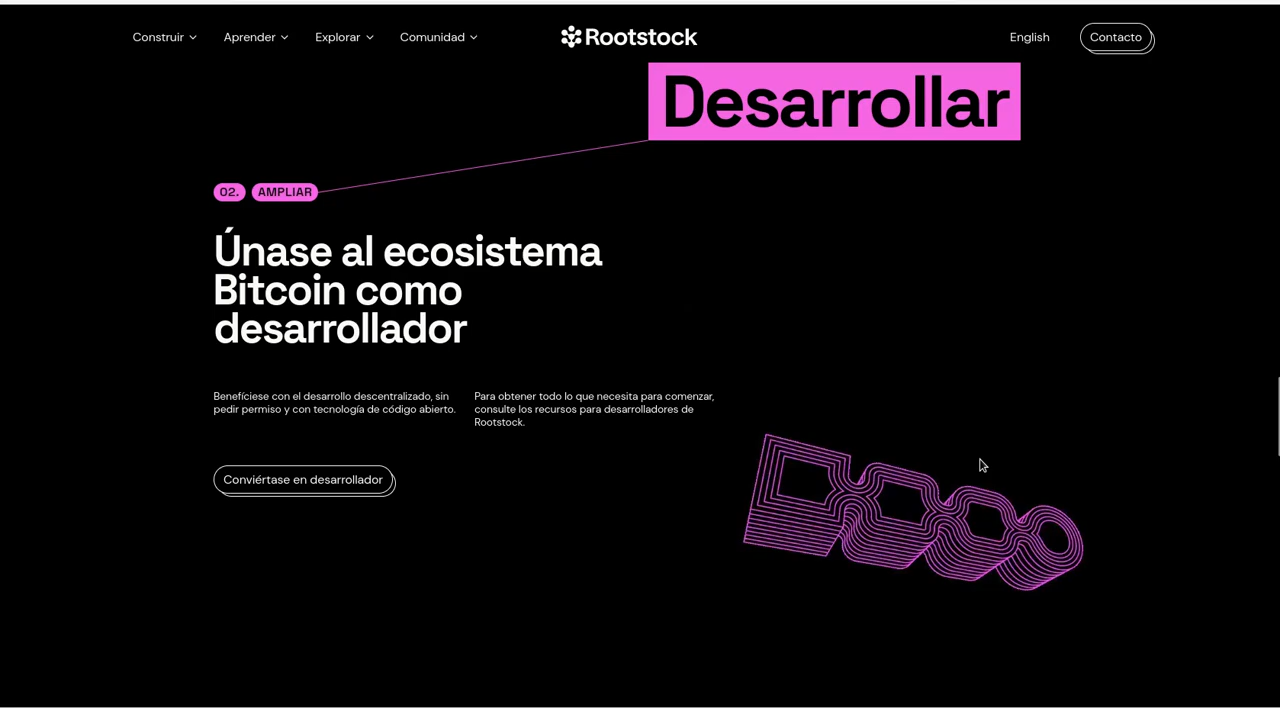 Construir Aprender Explorar Comunidad Rootstock English Contacto
Desarrollar
02. AMPLIAR
Únase al ecosistema
Bitcoin como
desarrollador
Benefíciese con el desarrollo descentralizado, sin
pedir permiso y con tecnología de código abierto.
Para obtener todo lo que necesita para comenzar,
consulte los recursos para desarrolladores de
Rootstock.
Conviértase en desarrollador